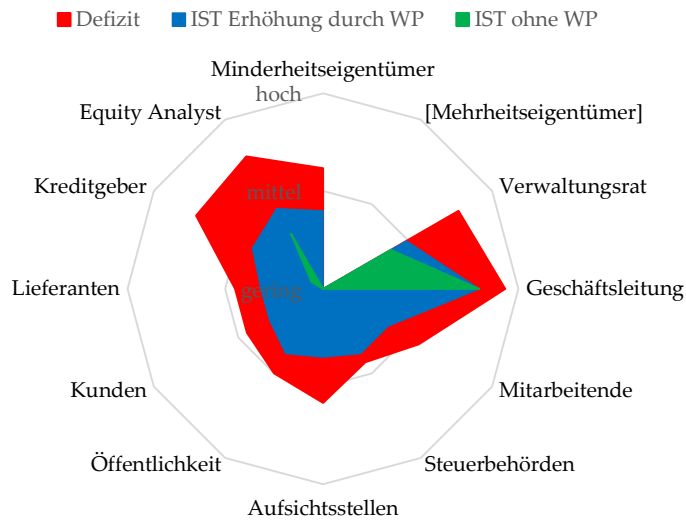 Defizit IST Erhöhung durch WP IST ohne WP
Minderheitseigentümer
hoch
Equity Analyst [Mehrheitseigentümer]
Kreditgeber mittel Verwaltungsrat
Lieferanten gering Geschäftsleitung
Kunden Mitarbeitende
Öffentlichkeit Steuerbehörden
Aufsichtsstellen